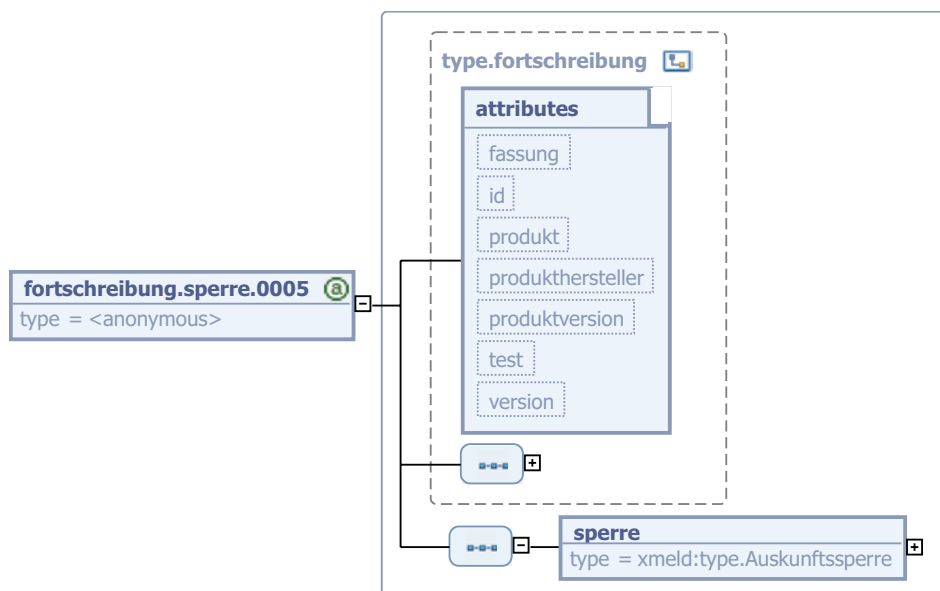 type.fortschreibung
attributes
fassung
id
produkt
produkthersteller
produktversion
test
version
fortschreibung.sperre.0005 @
type = <anonymous>
sperre
type = xmeld:type.Auskunftssperre